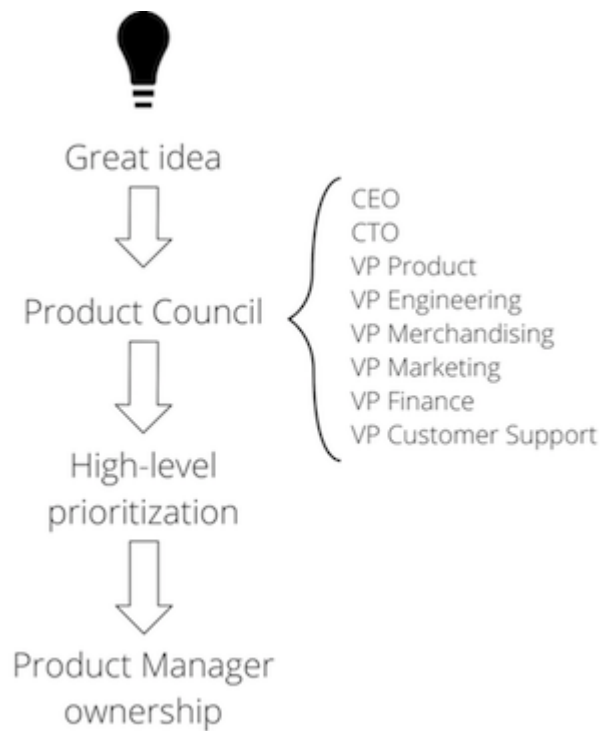 Great idea
Product Council
CEO
CTO
VP Product
VP Engineering
VP Merchandising
VP Marketing
VP Finance
VP Customer Support
High-level
prioritization
Product Manager
ownership